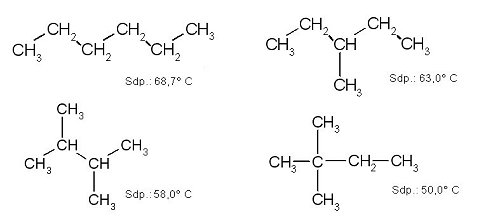 CH₂ CH₂ CH₃
CH₃ CH₂ CH₂
Sdp.: 68,7° C
CH₂ CH₂
CH₃ CH CH₃
CH₃
Sdp.: 63,0° C
CH₃
CH CH₃
CH₃ CH
CH₃
Sdp.: 58,0° C
CH₃
CH₃ C CH₂ CH₃
CH₃
Sdp.: 50,0° C